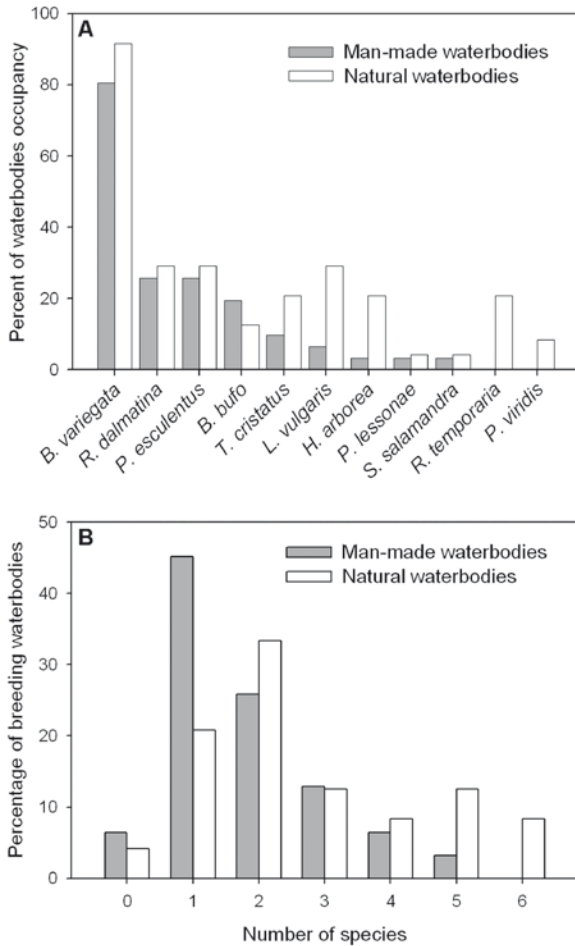 A
Man-made waterbodies
Natural waterbodies
Percent of waterbodies occupancy
100
80
60
40
20
0
B. variegata
R. dalmatina
P. esculentus
B. bufo
T. cristatus
L. vulgaris
H. arborea
P. lessonae
S. salamandra
R. temporaria
P. viridis
B
Man-made waterbodies
Natural waterbodies
Percentage of breeding waterbodies
50
40
30
20
10
0
0 1 2 3 4 5 6
Number of species